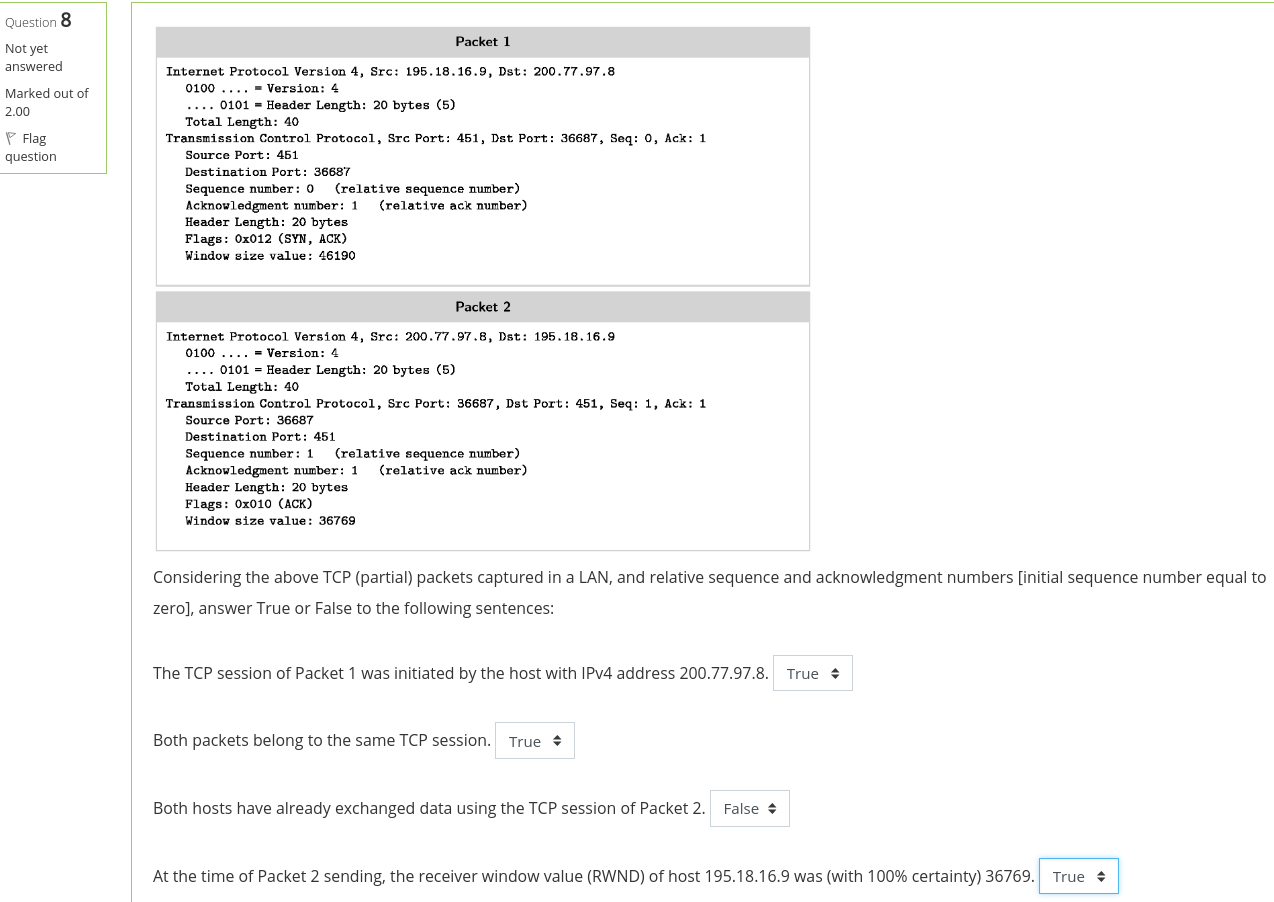 Question 8
Not yet
answered
Marked out of
2.00
Flag
question
Packet 1
Internet Protocol Version 4, Src: 195.18.16.9, Dst: 200.77.97.8
0100 .... = Version: 4
.... 0101 = Header Length: 20 bytes (5)
Total Length: 40
Transmission Control Protocol, Src Port: 451, Dst Port: 36687, Seq: 0, Ack: 1
Source Port: 451
Destination Port: 36687
Sequence number: 0 (relative sequence number)
Acknowledgment number: 1 (relative ack number)
Header Length: 20 bytes
Flags: 0x012 (SYN, ACK)
Window size value: 46190
Packet 2
Internet Protocol Version 4, Src: 200.77.97.8, Dst: 195.18.16.9
0100 .... = Version: 4
.... 0101 = Header Length: 20 bytes (5)
Total Length: 40
Transmission Control Protocol, Src Port: 36687, Dst Port: 451, Seq: 1, Ack: 1
Source Port: 36687
Destination Port: 451
Sequence number: 1 (relative sequence number)
Acknowledgment number: 1 (relative ack number)
Header Length: 20 bytes
Flags: 0x010 (ACK)
Window size value: 36769
Considering the above TCP (partial) packets captured in a LAN, and relative sequence and acknowledgment numbers [initial sequence number equal to
zero], answer True or False to the following sentences:
The TCP session of Packet 1 was initiated by the host with IPv4 address 200.77.97.8. True
Both packets belong to the same TCP session. True
Both hosts have already exchanged data using the TCP session of Packet 2. False
At the time of Packet 2 sending, the receiver window value (RWND) of host 195.18.16.9 was (with 100% certainty) 36769. True